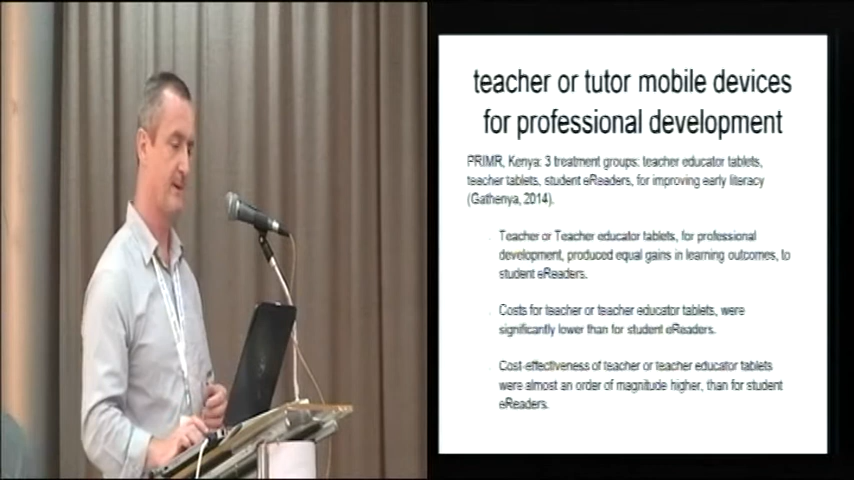 teacher or tutor mobile devices
for professional development
PRIMR, Kenya: 3 treatment groups: teacher educator tablets,
teacher tablets, student eReaders, for improving early literacy
(Gathenya, 2014).
Teacher or Teacher educator tablets, for professional
development, produced equal gains in learning outcomes, to
student eReaders.
Costs for teacher or teacher educator tablets, were
significantly lower than for student eReaders.
Cost-effectiveness of teacher or teacher educator tablets
were almost an order of magnitude higher, than for student
eReaders.